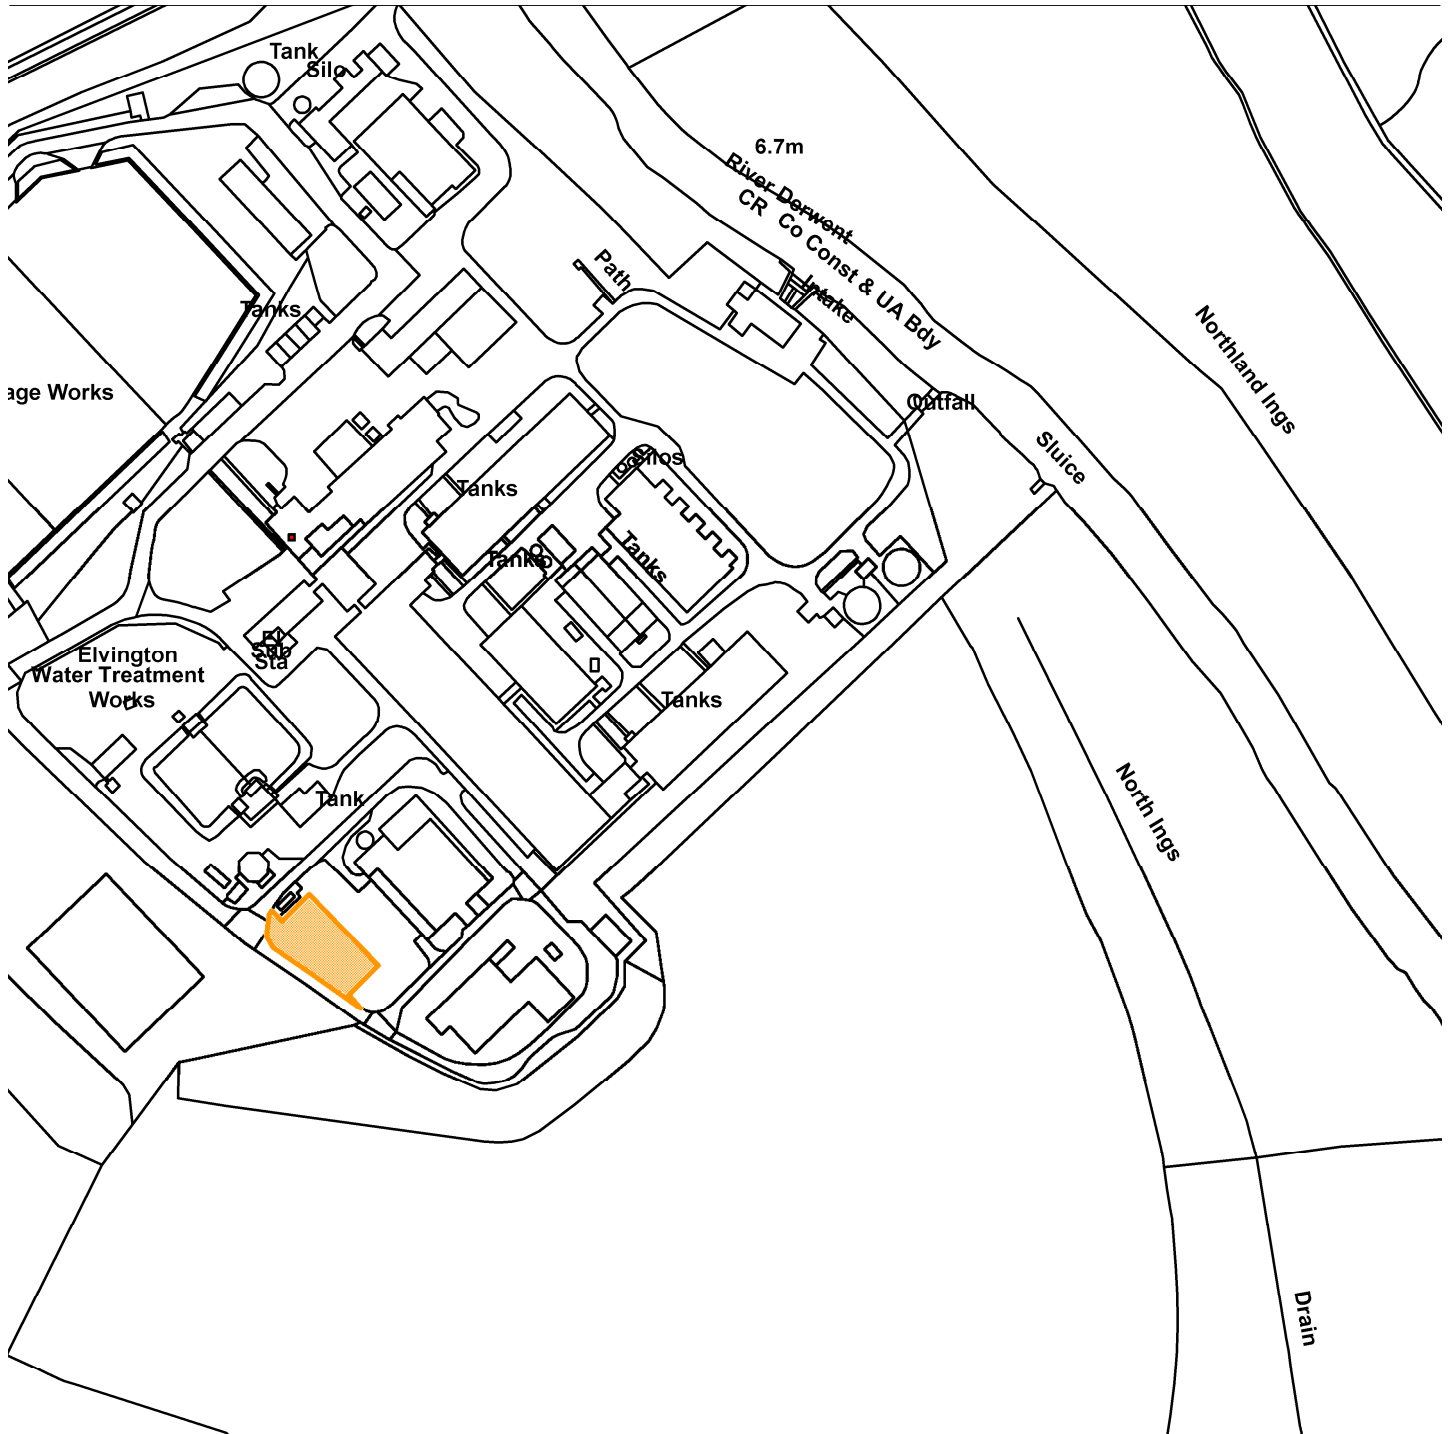 Tank
Silo
6.7m
River Derwent
CR Co Const & UA Bdy
Path
Intake
Tanks
Northland Ings
age Works
Outfall
Sluice
Silos
Tanks
Tanks
Tanks
El
Sub
Sta
Elvington
Water Treatment
Works
Tanks
North Ings
Tank
Drain